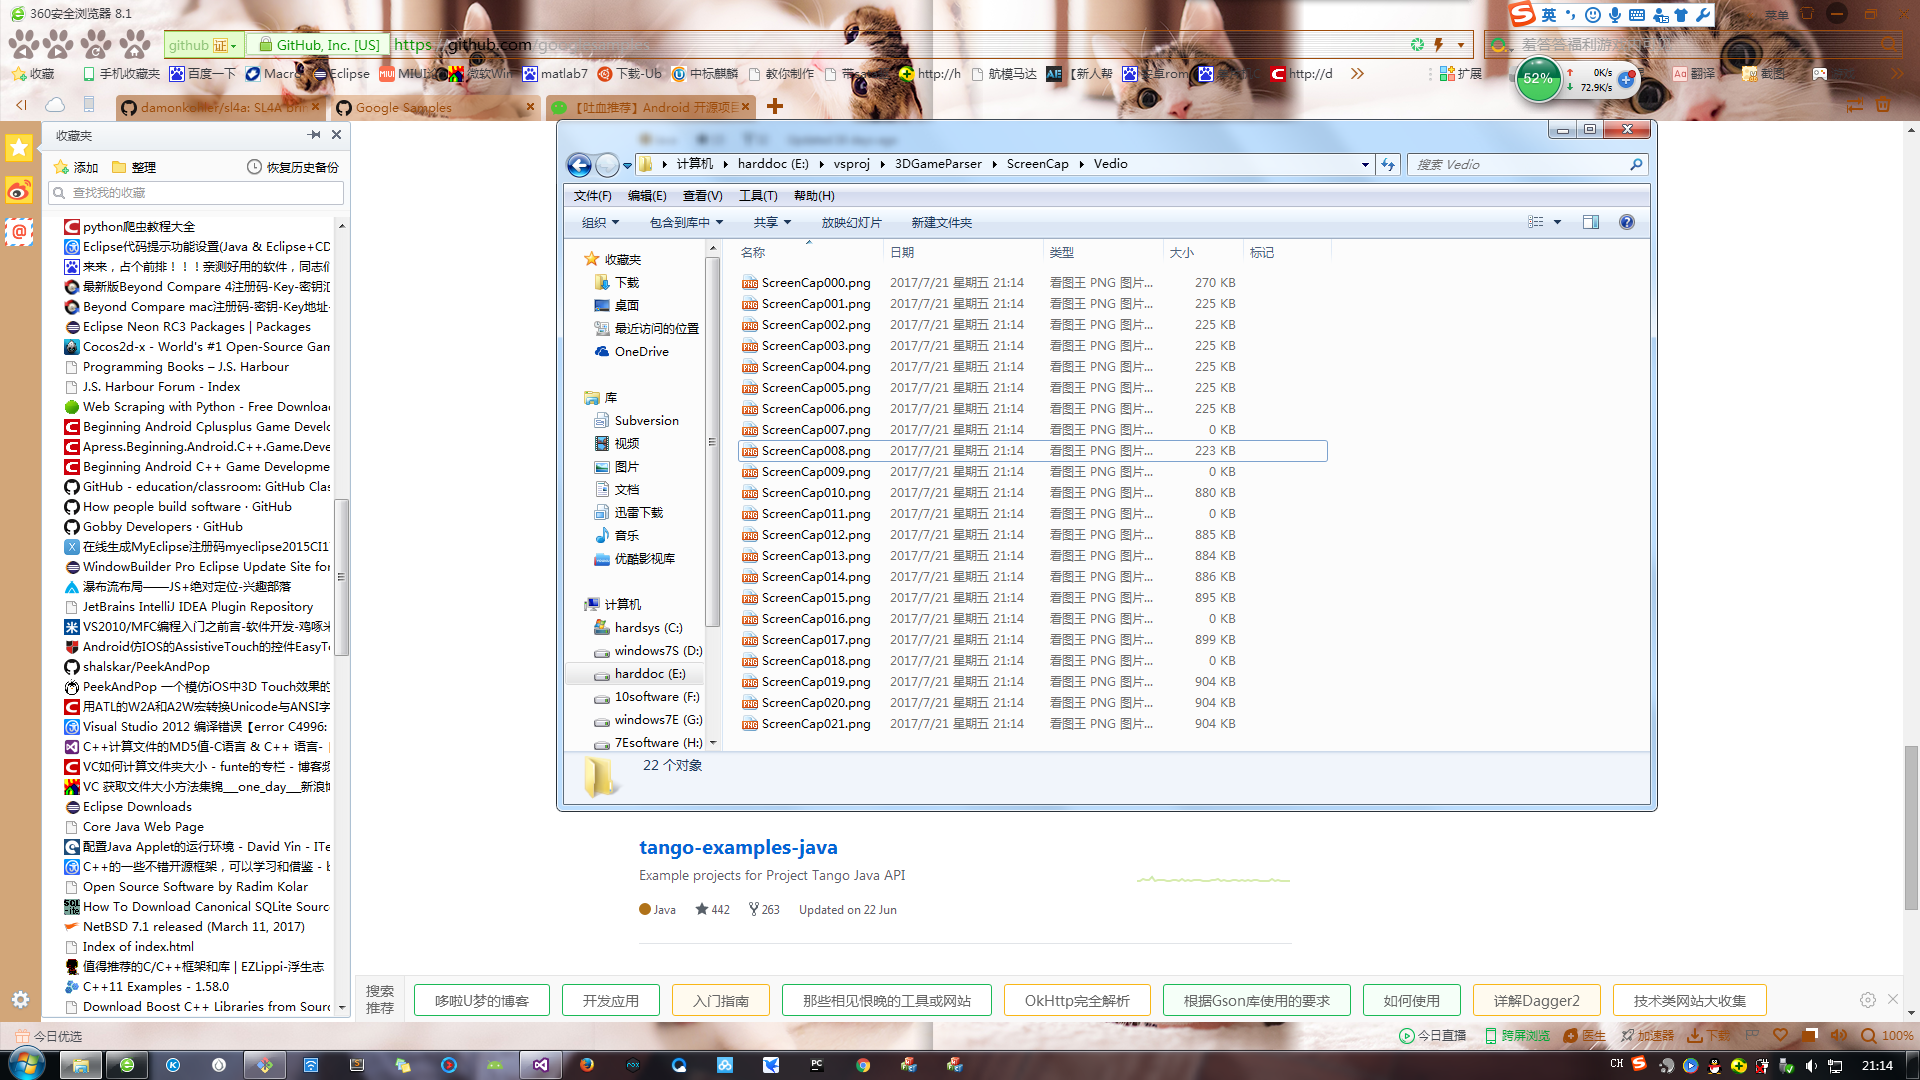 360安全浏览器 8.1
英
菜单
github 证
GitHub, Inc. [US]
https://github.com/googlesamples
收藏
手机收藏夹
百度一下
Macro
Eclipse
MIUI
微软Win
matlab7
下载-Ub
中标麒麟
教你制作
http://h
航模马达
【新人帮
http://d
扩展
翻译
截图
52%
0K/s
72.9K/s
damonkohler/sl4a: SL4A brin
Google Samples
【吐血推荐】Android 开源项目
收藏夹
添加
整理
恢复历史备份
查找我的收藏
python爬虫教程大全
Eclipse代码提示功能设置(Java & Eclipse+CD
来来，占个前排！！！亲测好用的软件，同志们
最新版Beyond Compare 4注册码-Key-密钥汇
Beyond Compare mac注册码-密钥-Key地址-
Eclipse Neon RC3 Packages | Packages
Cocos2d-x - World's #1 Open-Source Gam
Programming Books – J.S. Harbour
J.S. Harbour Forum - Index
Web Scraping with Python - Free Downloa
Beginning Android Cplusplus Game Develo
Apress.Beginning.Android.C++.Game.Deve
Beginning Android C++ Game Developme
GitHub - education/classroom: GitHub Clas
How people build software · GitHub
Gobby Developers · GitHub
在线生成MyEclipse注册码myeclipse2015CI1
WindowBuilder Pro Eclipse Update Site for
瀑布流布局——JS+绝对定位-兴趣部落
JetBrains IntelliJ IDEA Plugin Repository
VS2010/MFC编程入门之前言-软件开发-鸡啄米
Android仿IOS的AssistiveTouch的控件EasyTo
shalskar/PeekAndPop
PeekAndPop 一个模仿iOS中3D Touch效果的
用ATL的W2A和A2W宏转换Unicode与ANSI字
Visual Studio 2012 编译错误【error C4996:
C++计算文件的MD5值-C语言 & C++ 语言-
VC如何计算文件夹大小 - funte的专栏 - 博客频
VC 获取文件大小方法集锦__one_day__新浪博
Eclipse Downloads
Core Java Web Page
配置Java Applet的运行环境 - David Yin - ITe
C++的一些不错开源框架，可以学习和借鉴 - b
Open Source Software by Radim Kolar
How To Download Canonical SQLite Sourc
NetBSD 7.1 released (March 11, 2017)
Index of index.html
值得推荐的C/C++框架和库 | EZLippi-浮生志
C++11 Examples - 1.58.0
Download Boost C++ Libraries from Sourc
计算机
harddoc (E:)
vsproj
3DGameParser
ScreenCap
Vedio
搜索 Vedio
文件(F)
编辑(E)
查看(V)
工具(T)
帮助(H)
组织
包含到库中
共享
放映幻灯片
新建文件夹
收藏夹
下载
桌面
最近访问的位置
OneDrive
库
Subversion
视频
图片
文档
迅雷下载
音乐
优酷影视库
计算机
hardsys (C:)
windows7S (D:)
harddoc (E:)
10software (F:)
windows7E (G:)
7Esoftware (H:)
名称 日期 类型 大小 标记
ScreenCap000.png 2017/7/21 星期五 21:14 看图王 PNG 图片... 270 KB
ScreenCap001.png 2017/7/21 星期五 21:14 看图王 PNG 图片... 225 KB
ScreenCap002.png 2017/7/21 星期五 21:14 看图王 PNG 图片... 225 KB
ScreenCap003.png 2017/7/21 星期五 21:14 看图王 PNG 图片... 225 KB
ScreenCap004.png 2017/7/21 星期五 21:14 看图王 PNG 图片... 225 KB
ScreenCap005.png 2017/7/21 星期五 21:14 看图王 PNG 图片... 225 KB
ScreenCap006.png 2017/7/21 星期五 21:14 看图王 PNG 图片... 225 KB
ScreenCap007.png 2017/7/21 星期五 21:14 看图王 PNG 图片... 0 KB
ScreenCap008.png 2017/7/21 星期五 21:14 看图王 PNG 图片... 223 KB
ScreenCap009.png 2017/7/21 星期五 21:14 看图王 PNG 图片... 0 KB
ScreenCap010.png 2017/7/21 星期五 21:14 看图王 PNG 图片... 880 KB
ScreenCap011.png 2017/7/21 星期五 21:14 看图王 PNG 图片... 0 KB
ScreenCap012.png 2017/7/21 星期五 21:14 看图王 PNG 图片... 885 KB
ScreenCap013.png 2017/7/21 星期五 21:14 看图王 PNG 图片... 884 KB
ScreenCap014.png 2017/7/21 星期五 21:14 看图王 PNG 图片... 886 KB
ScreenCap015.png 2017/7/21 星期五 21:14 看图王 PNG 图片... 895 KB
ScreenCap016.png 2017/7/21 星期五 21:14 看图王 PNG 图片... 0 KB
ScreenCap017.png 2017/7/21 星期五 21:14 看图王 PNG 图片... 899 KB
ScreenCap018.png 2017/7/21 星期五 21:14 看图王 PNG 图片... 0 KB
ScreenCap019.png 2017/7/21 星期五 21:14 看图王 PNG 图片... 904 KB
ScreenCap020.png 2017/7/21 星期五 21:14 看图王 PNG 图片... 904 KB
ScreenCap021.png 2017/7/21 星期五 21:14 看图王 PNG 图片... 904 KB
22 个对象
tango-examples-java
Example projects for Project Tango Java API
Java 442 263 Updated on 22 Jun
搜索
推荐
哆啦U梦的博客
开发应用
入门指南
那些相见恨晚的工具或网站
OkHttp完全解析
根据Gson库使用的要求
如何使用
详解Dagger2
技术类网站大收集
今日优选
今日直播
跨屏浏览
医生
加速器
下载
100%
CH
21:14